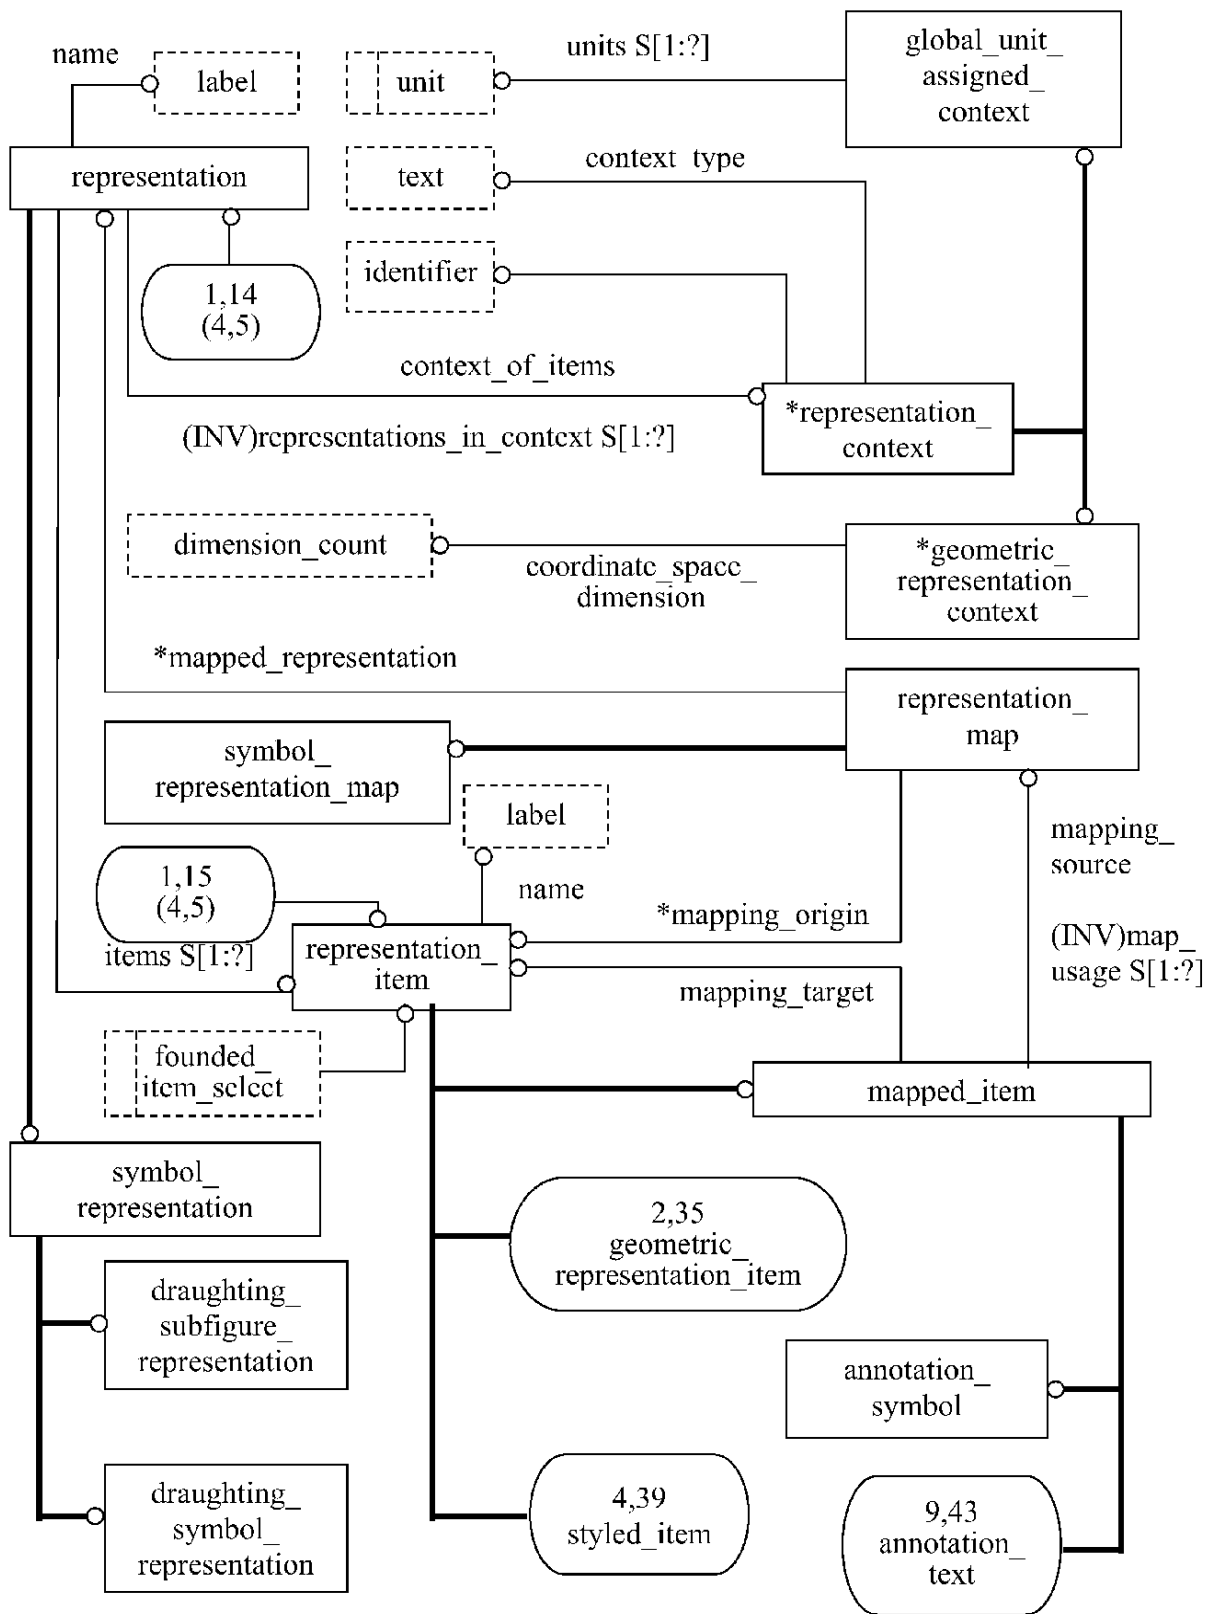 name
label
unit
units S[1:?]
global_unit_
assigned_
context
representation
text
context_type
identifier
1,14
(4,5)
context_of_items
*representation_
context
(INV)representations_in_context S[1:?]
dimension_count
coordinate_space_
dimension
*geometric_
representation_
context
*mapped_representation
representation_
map
symbol_
representation_map
label
name
mapping_
source
1,15
(4,5)
items S[1:?]
representation_
item
*mapping_origin
(INV)map_
usage S[1:?]
mapping_target
founded_
item_select
mapped_item
symbol_
representation
2,35
geometric_
representation_item
draughting_
subfigure_
representation
annotation_
symbol
draughting_
symbol_
representation
4,39
styled_item
9,43
annotation_
text